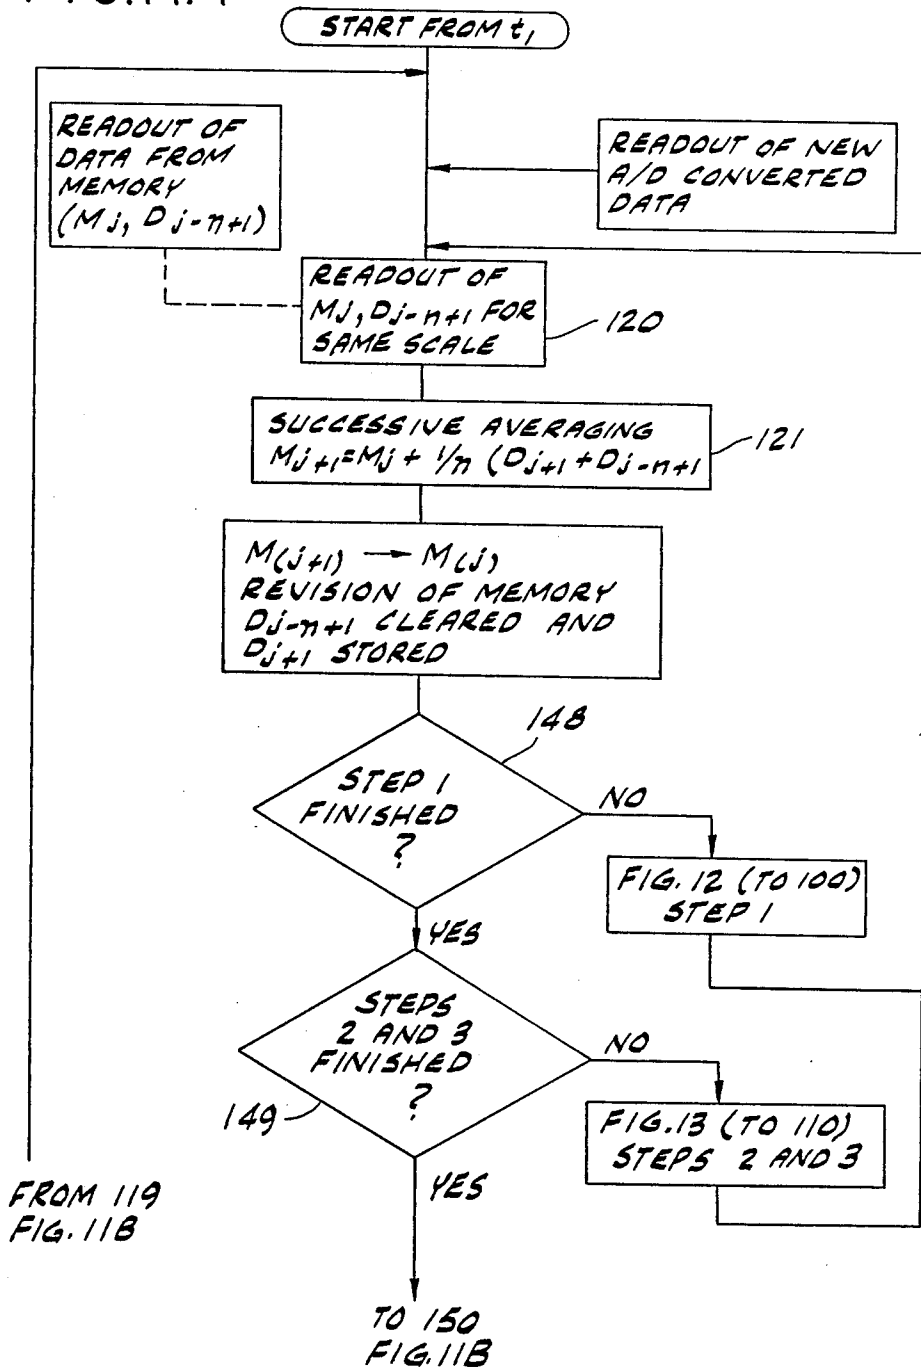 START FROM t₁
READOUT OF
DATA FROM
MEMORY
(Mj, Dj-n+1)
READOUT OF NEW
A/D CONVERTED
DATA
READOUT OF
Mj, Dj-n+1 FOR
SAME SCALE
120
SUCCESSIVE AVERAGING
Mj+1=Mj + 1/n (Dj+1 + Dj-n+1
121
M(j+1) → M(j)
REVISION OF MEMORY
Dj-n+1 CLEARED AND
Dj+1 STORED
148
STEP 1
FINISHED
?
NO
FIG. 12 (TO 100)
STEP 1
YES
STEPS
2 AND 3
FINISHED
?
149
NO
FIG. 13 (TO 110)
STEPS 2 AND 3
YES
FROM 119
FIG. 11B
TO 150
FIG. 11B